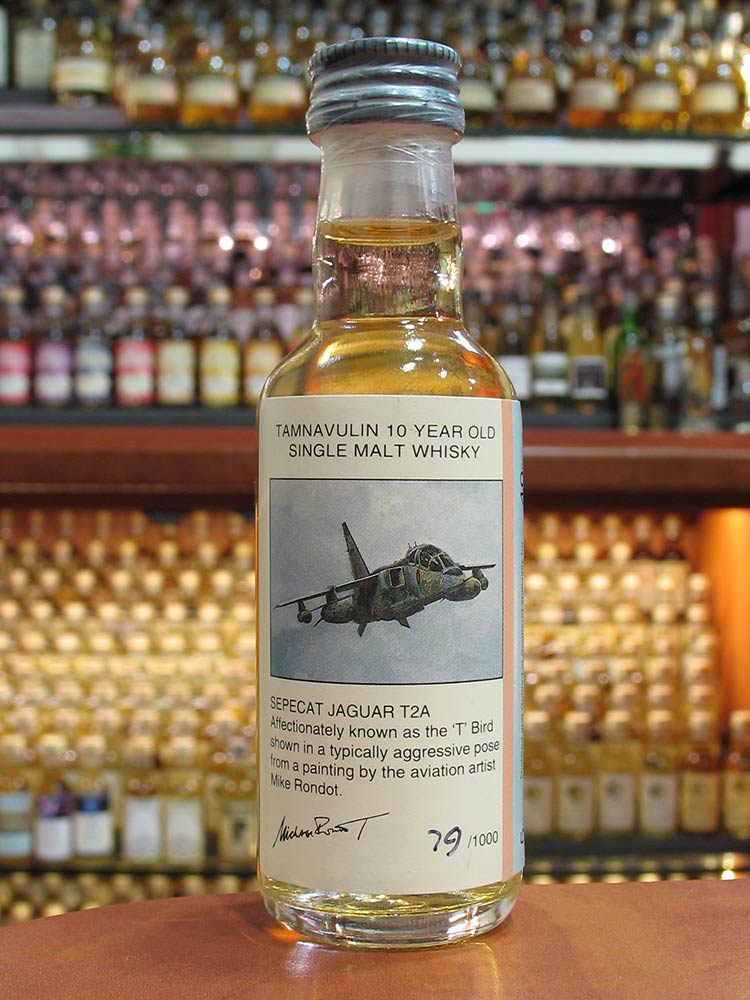 TAMNAVULIN 10 YEAR OLD
SINGLE MALT WHISKY
SEPECAT JAGUAR T2A
Affectionately known as the 'T' Bird
shown in a typically aggressive pose
from a painting by the aviation artist
Mike Rondot.
79 /1000